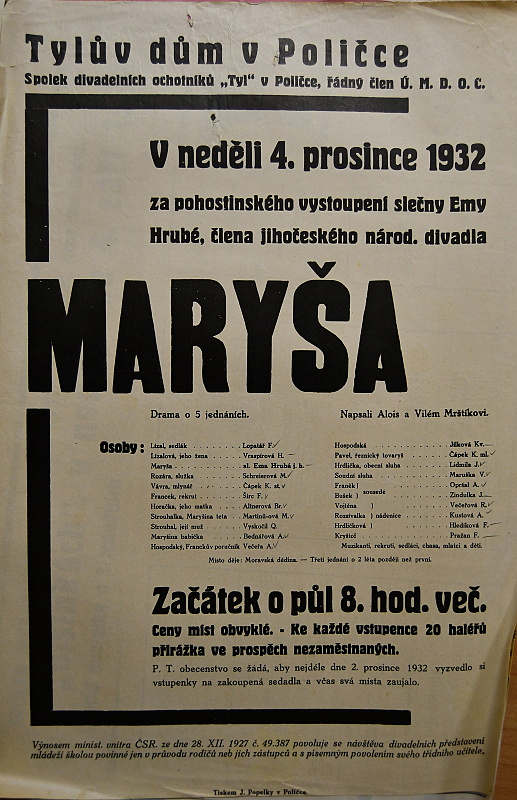 Tylův dům v Poličce
Spolek divadelních ochotníků „Tyl" v Poličce, řádný člen Ú. M. D. O. C.
V neděli 4. prosince 1932
za pohostinského vystoupení slečny Emy
Hrubé, člena jihočeského národ. divadla
MARYŠA
Drama o 5 jednáních. Napsali Alois a Vilém Mrštíkovi.
Osoby:
Lízal, sedlák . . . . . . . . Lopatář F.
Lízalová, jeho žena . . . . . . Vraspírová H.
Maryša . . . . . . . . sl. Ema Hrubá j. h.
Rozára, služka . . . . . . . Schreierová M.
Vávra, mlynář . . . . . . . Čápek K. st.
Francek, rekrut . . . . . . . Šíro F.
Horačka, jeho matka . . . . . . Altnerová Br.
Strouhalka, Maryšina teta . . . . Martinů-ová M.
Strouhal, její muž . . . . . . Vyskočil Q.
Maryšina babička . . . . . . Bednářová A.
Hospodský, Franckův poručník Večeřa A.
Hospodská . . . . . . . . Jílková Kv.
Pavel, řeznický tovaryš . . . . . Čápek K. ml.
Hrdlička, obecní sluha . . . . . Lidmila J.
Soudní sluha . . . . . . . Maruška V.
Franěk ) . . . . . . . Opršal A.
sousedé
Bušek ) . . . . . . . Zindulka J.
Vojtěna ) . . . . . . . Večeřová R.
Rozsívalka ) nádenice . . . . . Kustová A.
Hrdličková ) . . . . . . . Hledíková F.
Kryštof . . . . . . . . Pražan F.
Muzikanti, rekruti, sedláci, chasa, mlatci a děti.
Místo děje: Moravská dědina. — Třetí jednání o 2 léta později než první.
Začátek o půl 8. hod. več.
Ceny míst obvyklé. - Ke každé vstupence 20 haléřů
přirážka ve prospěch nezaměstnaných.
P. T. obecenstvo se žádá, aby nejdéle dne 2. prosince 1932 vyzvedlo si
vstupenky na zakoupená sedadla a včas svá místa zaujalo.
Výnosem minist. vnitra ČSR. ze dne 28. XII. 1927 č. 49.387 povoluje se návštěva divadelních představení
mládeži školou povinné jen v průvodu rodičů neb jich zástupců a s písemným povolením svého třídního učitele.
Tiskem J. Popelky v Poličce